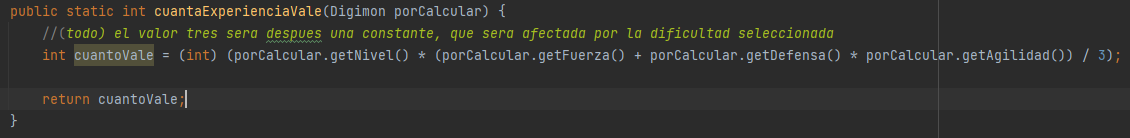 public static int cuantaExperienciaVale(Digimon porCalcular) {
//(todo) el valor tres sera despues una constante, que sera afectada por la dificultad seleccionada
int cuantoVale = (int) (porCalcular.getNivel() * (porCalcular.getFuerza() + porCalcular.getDefensa() * porCalcular.getAgilidad()) / 3);
return cuantoVale;
}